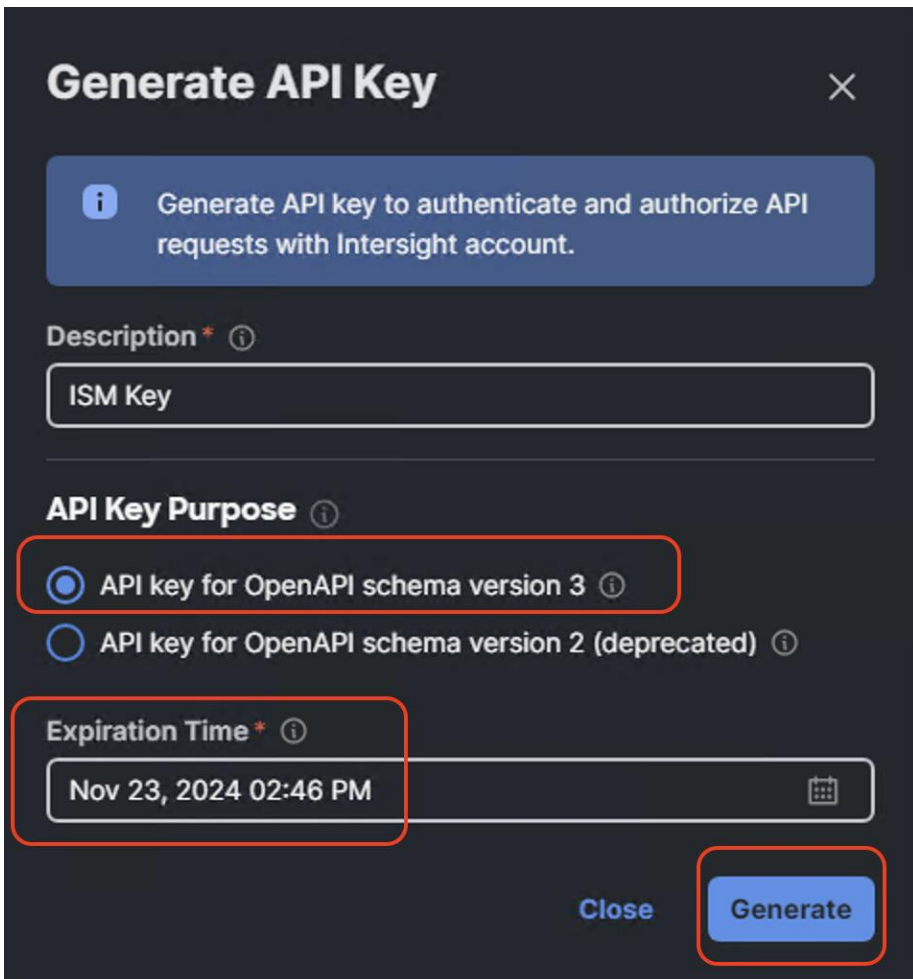 Generate API Key
Generate API key to authenticate and authorize API
requests with Intersight account.
Description *
ISM Key
API Key Purpose
API key for OpenAPI schema version 3
API key for OpenAPI schema version 2 (deprecated)
Expiration Time *
Nov 23, 2024 02:46 PM
Close
Generate